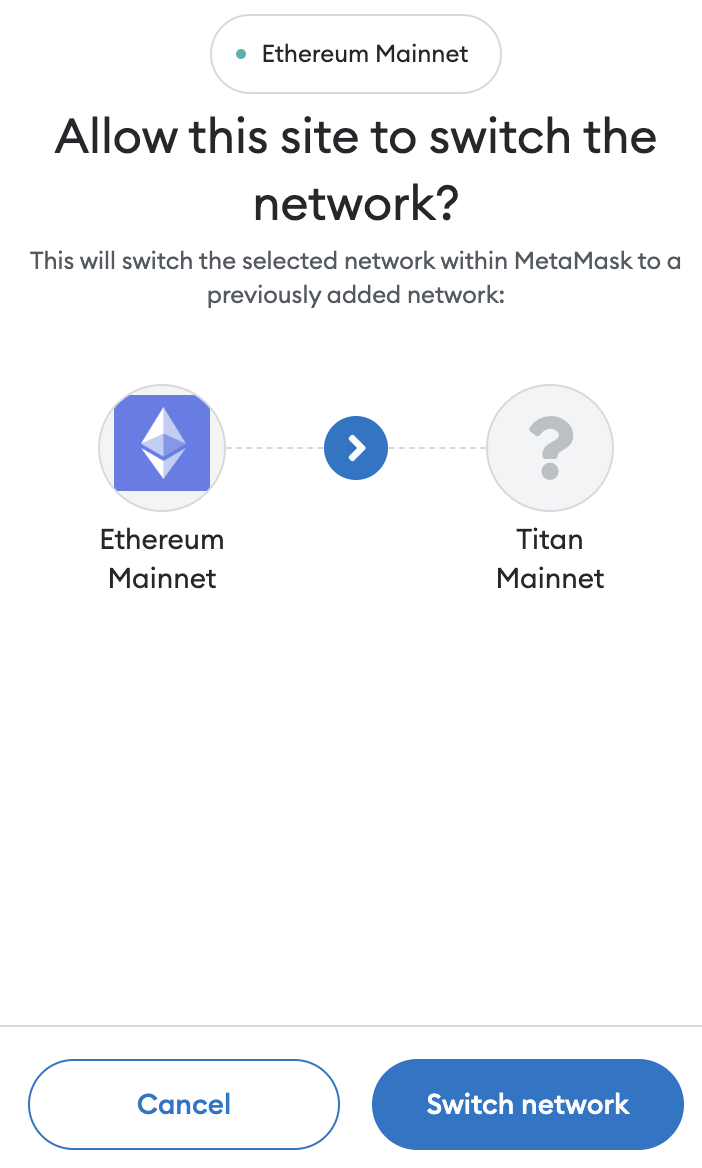 Ethereum Mainnet
Allow this site to switch the
network?
This will switch the selected network within MetaMask to a
previously added network:
?
Ethereum
Mainnet
Titan
Mainnet
Cancel
Switch network